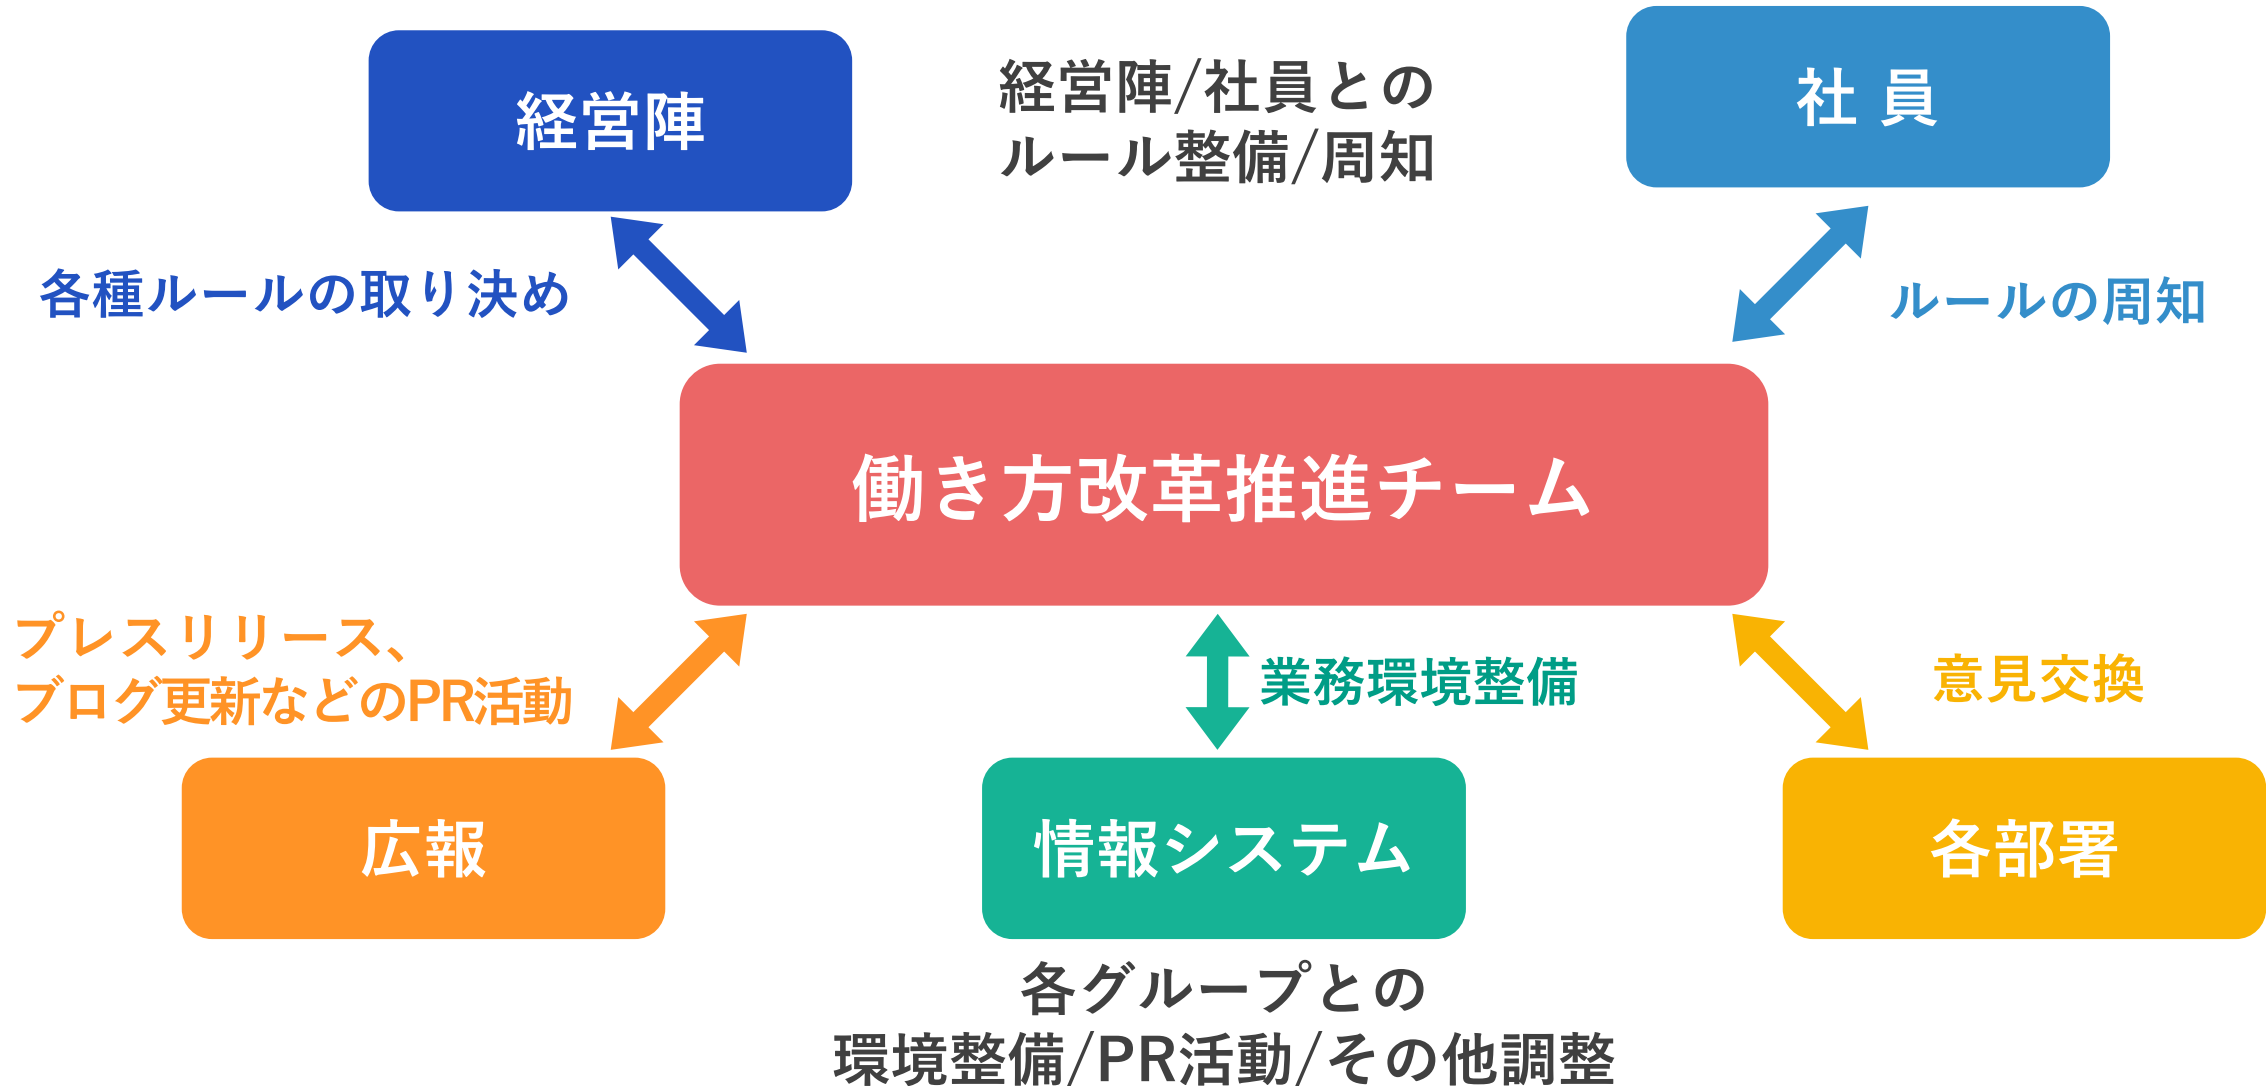 経営陣
経営陣/社員との
ルール整備/周知
社 員
各種ルールの取り決め
ルールの周知
働き方改革推進チーム
プレスリリース、
ブログ更新などのPR活動
業務環境整備
意見交換
広報
情報システム
各部署
各グループとの
環境整備/PR活動/その他調整